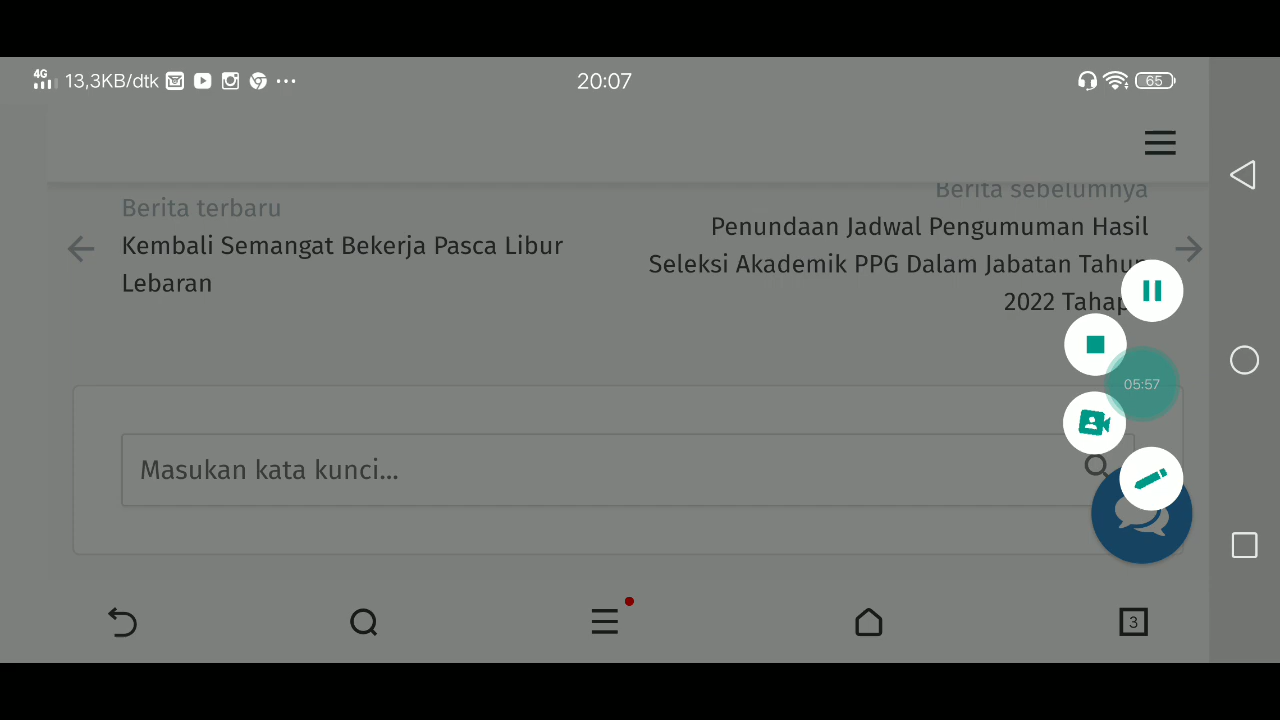 4G 13,3KB/dtk
20:07
65
Berita terbaru
Kembali Semangat Bekerja Pasca Libur
Lebaran
Berita sebelumnya
Penundaan Jadwal Pengumuman Hasil
Seleksi Akademik PPG Dalam Jabatan Tahun
2022 Tahap
05:57
Masukan kata kunci...
3